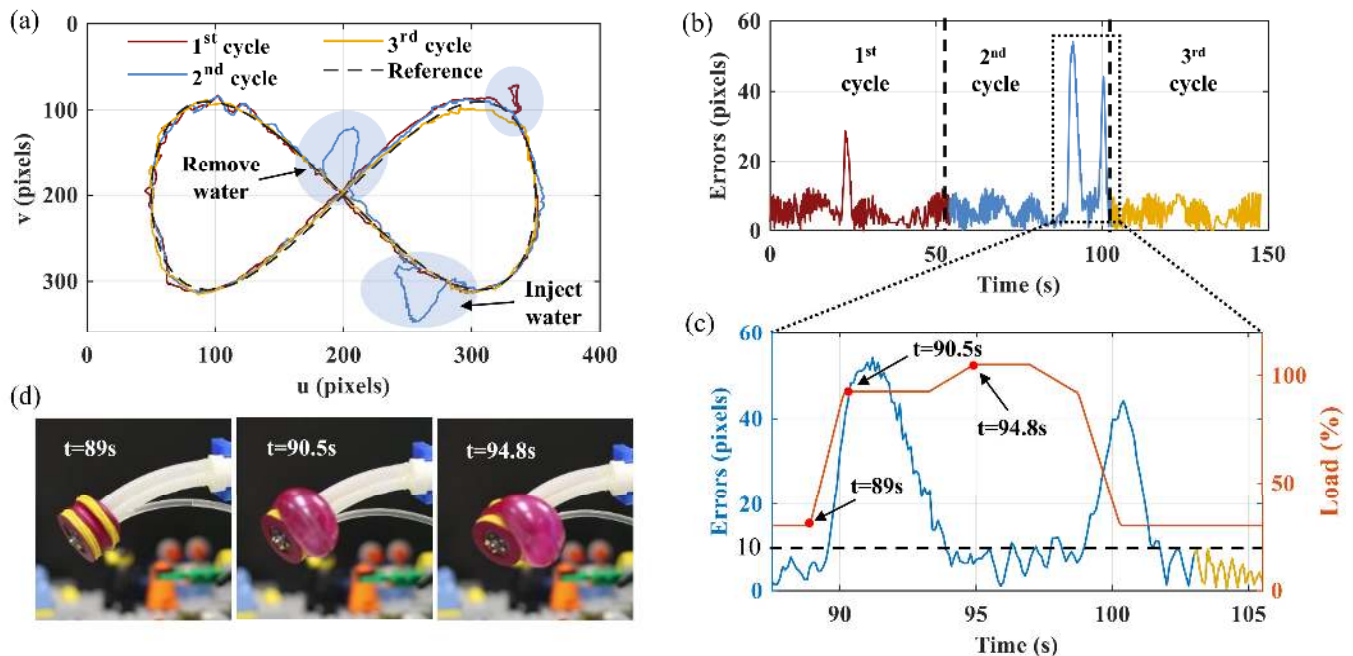 (a)
0
100
200
300
v (pixels)
0
100
200
300
400
u (pixels)
1st cycle
2nd cycle
3rd cycle
Reference
Remove
water
Inject
water
(b)
60
40
20
0
Errors (pixels)
1st
cycle
2nd
cycle
3rd
cycle
0
50
100
150
Time (s)
(c)
60
40
20
10
0
Errors (pixels)
t=90.5s
t=94.8s
t=89s
100
50
0
Load (%)
90
95
100
105
Time (s)
(d)
t=89s
t=90.5s
t=94.8s